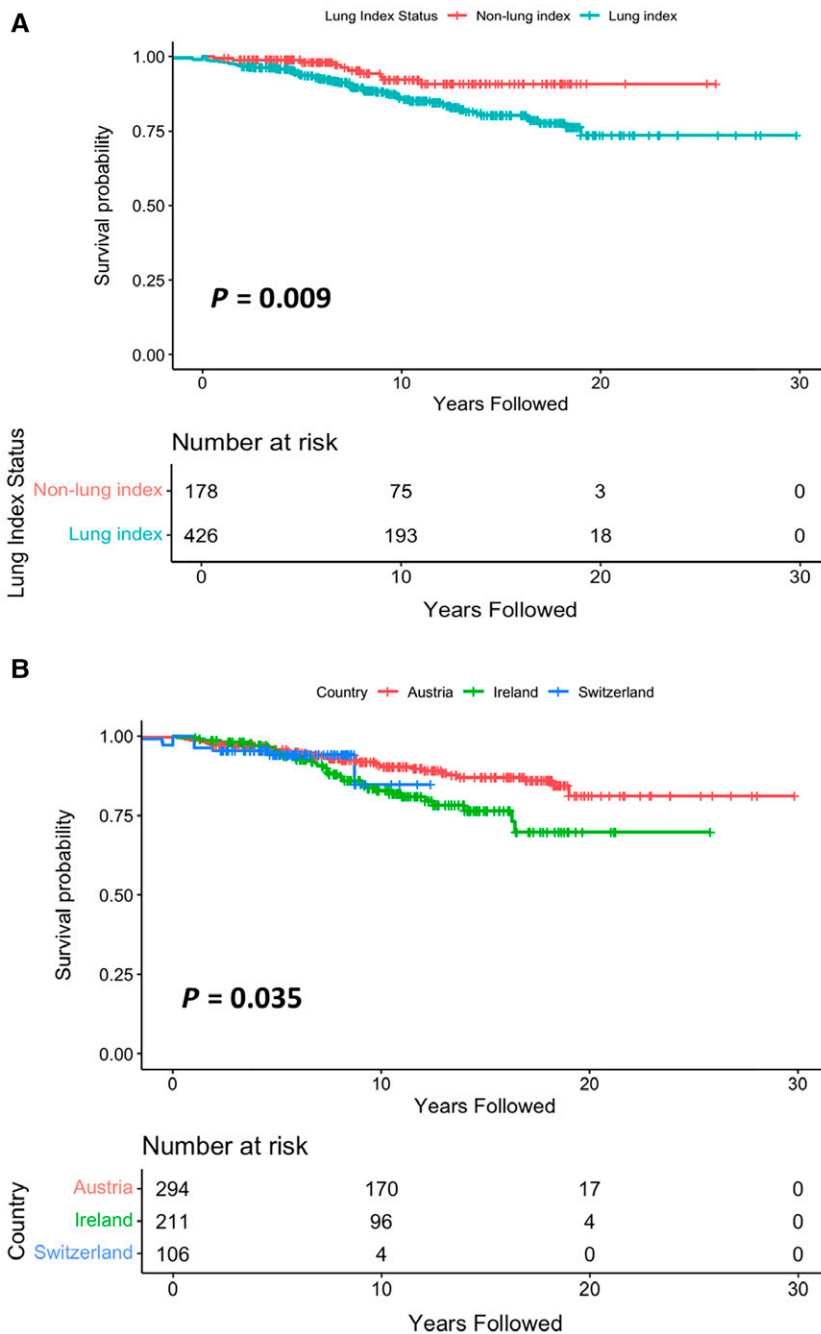 A
Lung Index Status Non-lung index Lung index
1.00
0.75
0.50
0.25
0.00
Survival probability
P = 0.009
0 10 20 30
Years Followed
Number at risk
Lung Index Status
Non-lung index 178 75 3 0
Lung index 426 193 18 0
0 10 20 30
Years Followed
B
Country Austria Ireland Switzerland
1.00
0.75
0.50
0.25
0.00
Survival probability
P = 0.035
0 10 20 30
Years Followed
Number at risk
Country
Austria 294 170 17 0
Ireland 211 96 4 0
Switzerland 106 4 0 0
0 10 20 30
Years Followed